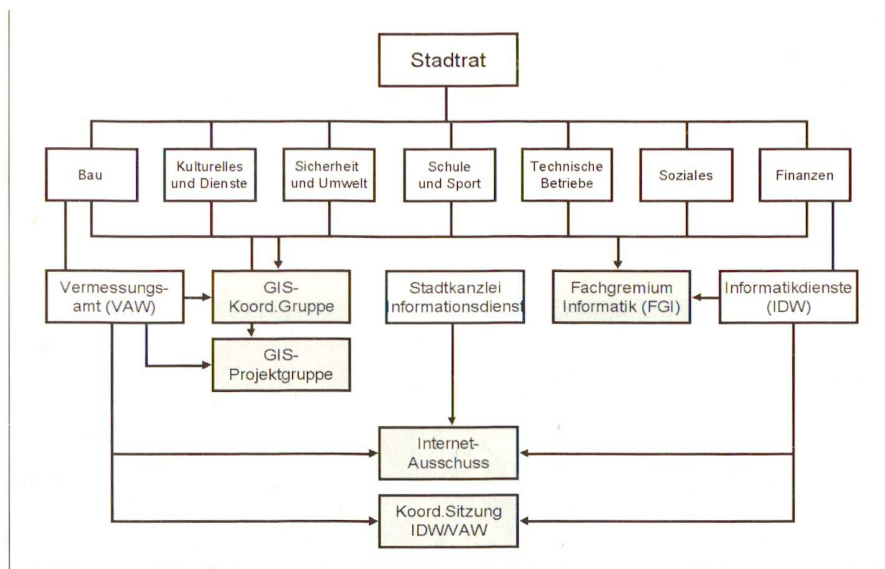 Stadtrat
Bau
Kulturelles
und Dienste
Sicherheit
und Umwelt
Schule
und Sport
Technische
Betriebe
Soziales
Finanzen
Vermessungs-
amt (VAW)
GIS-
Koord.Gruppe
Stadtkanzlei
Informationsdienst
Fachgremium
Informatik (FGI)
Informatikdienste
(IDW)
GIS-
Projektgruppe
Internet-
Ausschuss
Koord.Sitzung
IDW/VAW